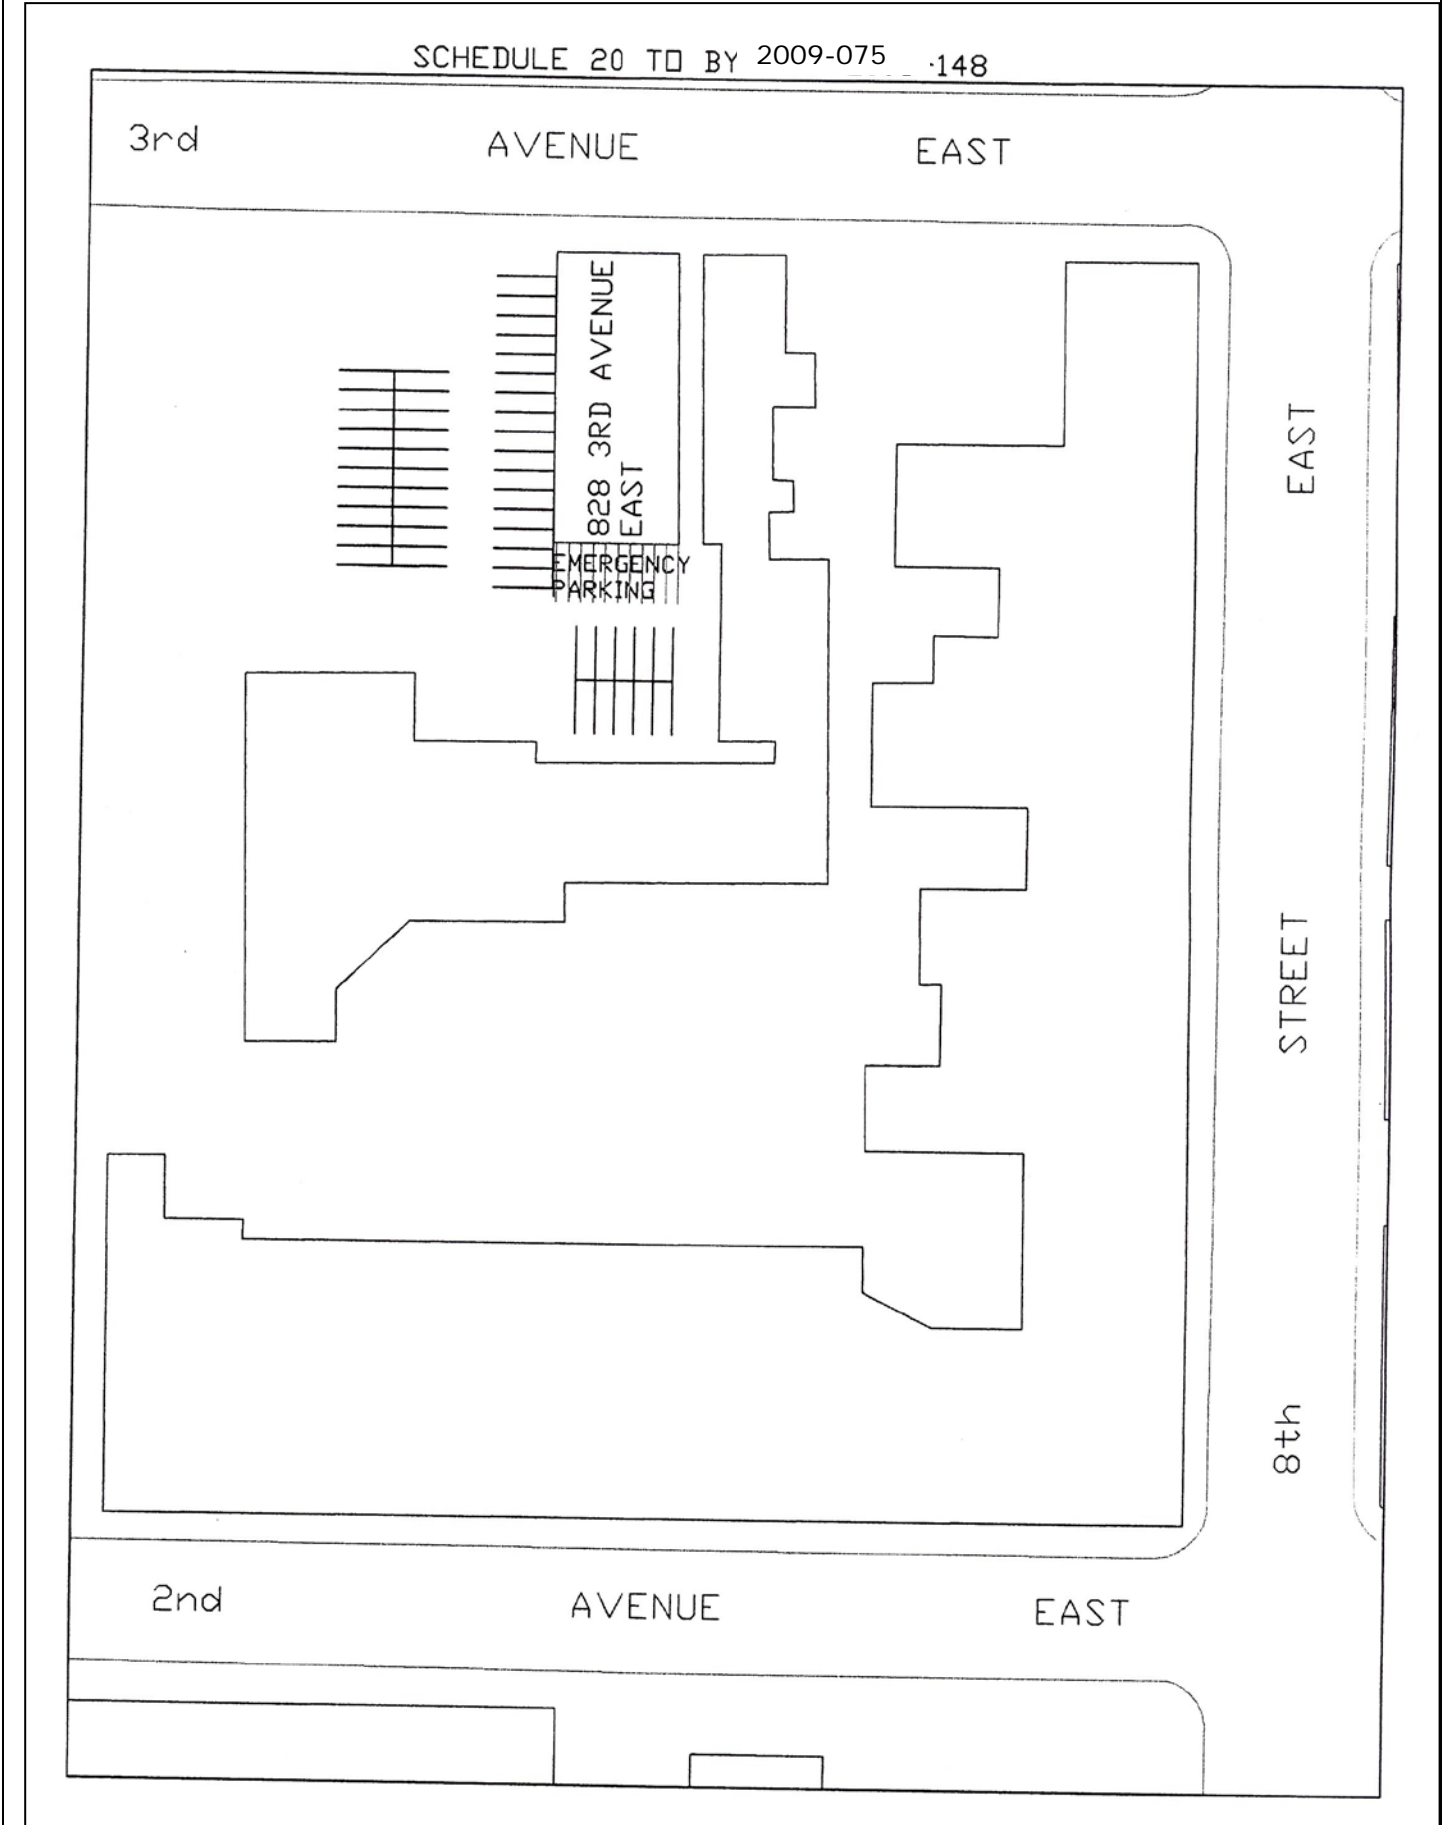 SCHEDULE 20 TO BY 2009-075 -148
3rd AVENUE EAST
828 3RD AVENUE
EAST
EMERGENCY
PARKING
8th STREET EAST
2nd AVENUE EAST